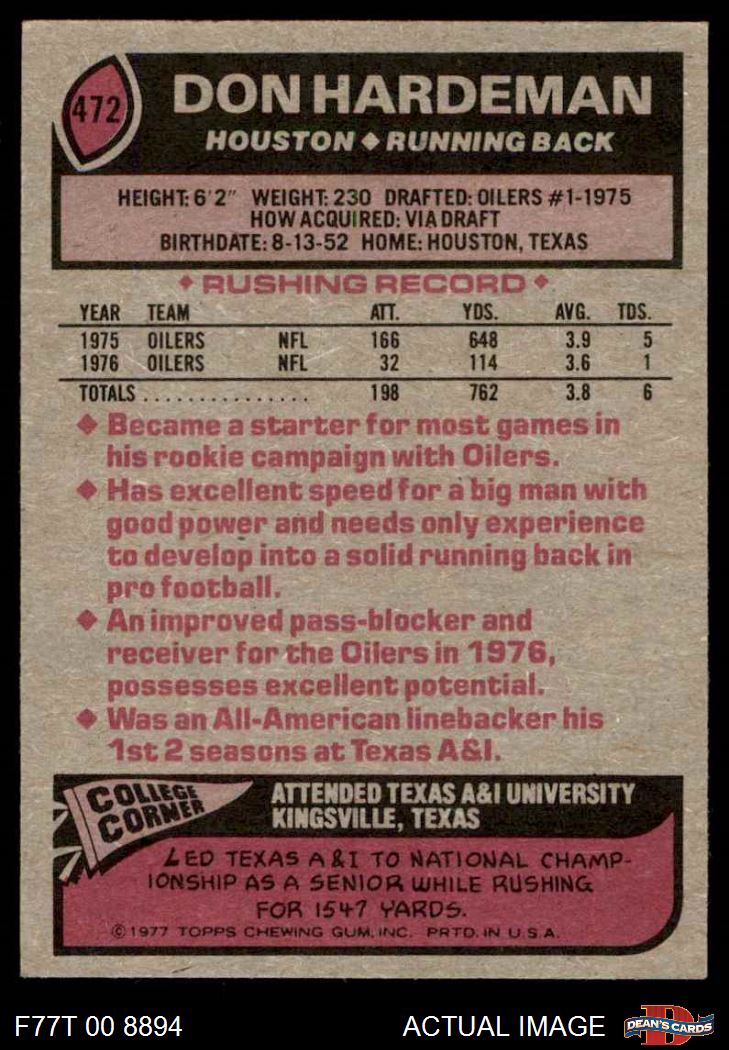 472
DON HARDEMAN
HOUSTON ◆ RUNNING BACK
HEIGHT: 6'2" WEIGHT: 230 DRAFTED: OILERS #1-1975
HOW ACQUIRED: VIA DRAFT
BIRTHDATE: 8-13-52 HOME: HOUSTON, TEXAS
◆ RUSHING RECORD ◆
YEAR TEAM ATT. YDS. AVG. TDS.
1975 OILERS NFL 166 648 3.9 5
1976 OILERS NFL 32 114 3.6 1
TOTALS............... 198 762 3.8 6
◆ Became a starter for most games in
his rookie campaign with Oilers.
◆ Has excellent speed for a big man with
good power and needs only experience
to develop into a solid running back in
pro football.
◆ An improved pass-blocker and
receiver for the Oilers in 1976,
possesses excellent potential.
◆ Was an All-American linebacker his
1st 2 seasons at Texas A&I.
COLLEGE
CORNER
ATTENDED TEXAS A&I UNIVERSITY
KINGSVILLE, TEXAS
LED TEXAS A & I TO NATIONAL CHAMP-
IONSHIP AS A SENIOR WHILE RUSHING
FOR 1547 YARDS.
©1977 TOPPS CHEWING GUM, INC. PRTD. IN U.S.A.
F77T 00 8894
ACTUAL IMAGE
D
DEAN'S CARDS